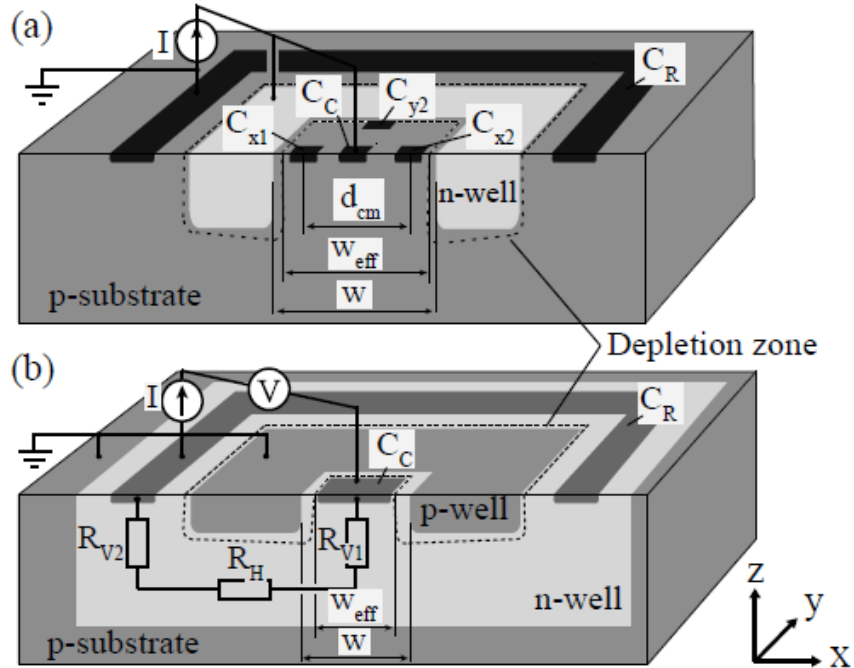 (a)
I
C_R
C_C
C_y2
C_x1
C_x2
d_cm
n-well
w_eff
w
p-substrate
Depletion zone
(b)
I
V
C_R
C_C
p-well
R_V2
R_H
R_V1
w_eff
w
n-well
p-substrate
z
y
x